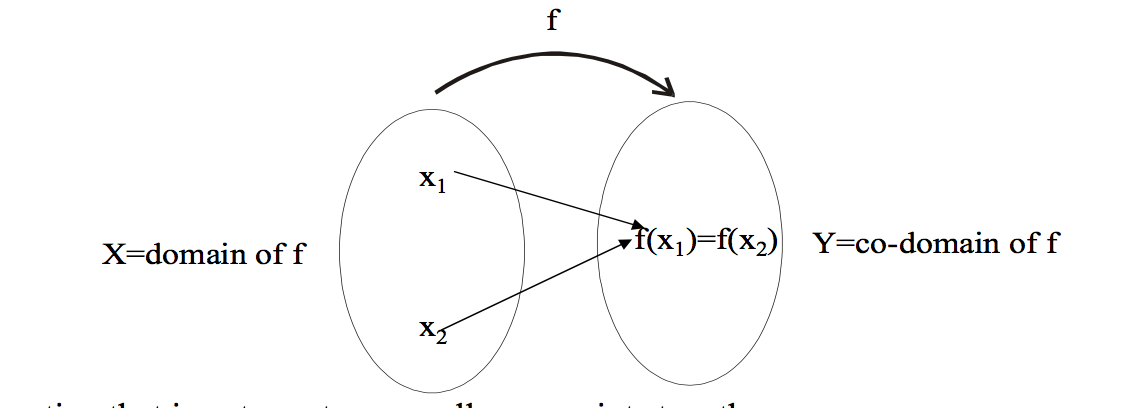 f
x₁
X=domain of f
f(x₁)=f(x₂)
Y=co-domain of f
x₂